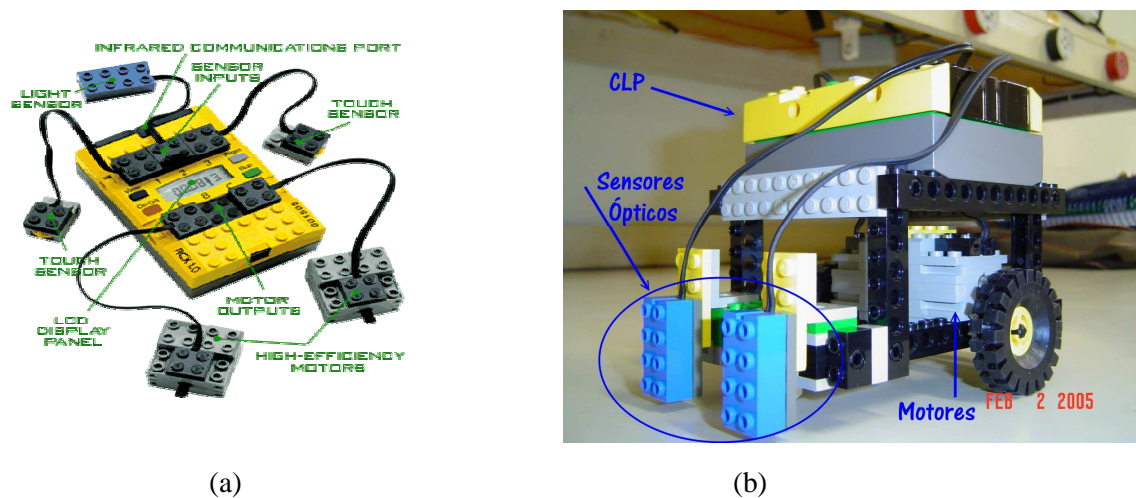 INFRARED COMMUNICATIONS PORT
SENSOR
INPUTS
LIGHT
SENSOR
TOUCH
SENSOR
TOUCH
SENSOR
MOTOR
OUTPUTS
LCD
DISPLAY
PANEL
HIGH-EFFICIENCY
MOTORS
CLP
Sensores
Ópticos
Motores
FEB 2 2005
(a)
(b)